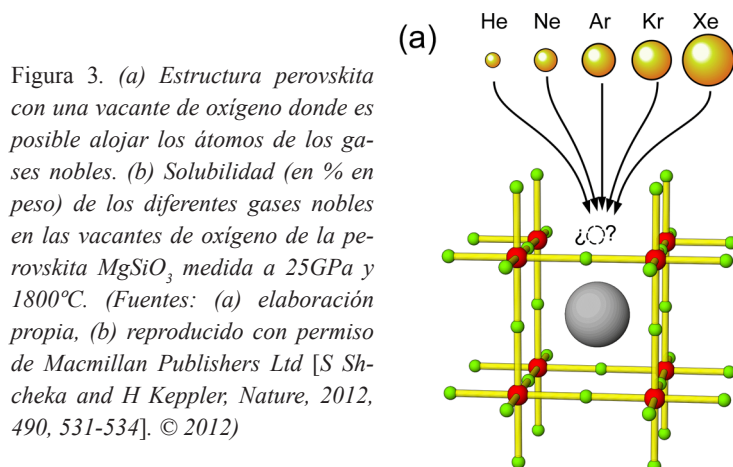 Figura 3. (a) Estructura perovskita
con una vacante de oxígeno donde es
posible alojar los átomos de los ga-
ses nobles. (b) Solubilidad (en % en
peso) de los diferentes gases nobles
en las vacantes de oxígeno de la pe-
rovskita MgSiO₃ medida a 25GPa y
1800ºC. (Fuentes: (a) elaboración
propia, (b) reproducido con permiso
de Macmillan Publishers Ltd [S Sh-
cheka and H Keppler, Nature, 2012,
490, 531-534]. © 2012)
(a)
He Ne Ar Kr Xe
¿ ?